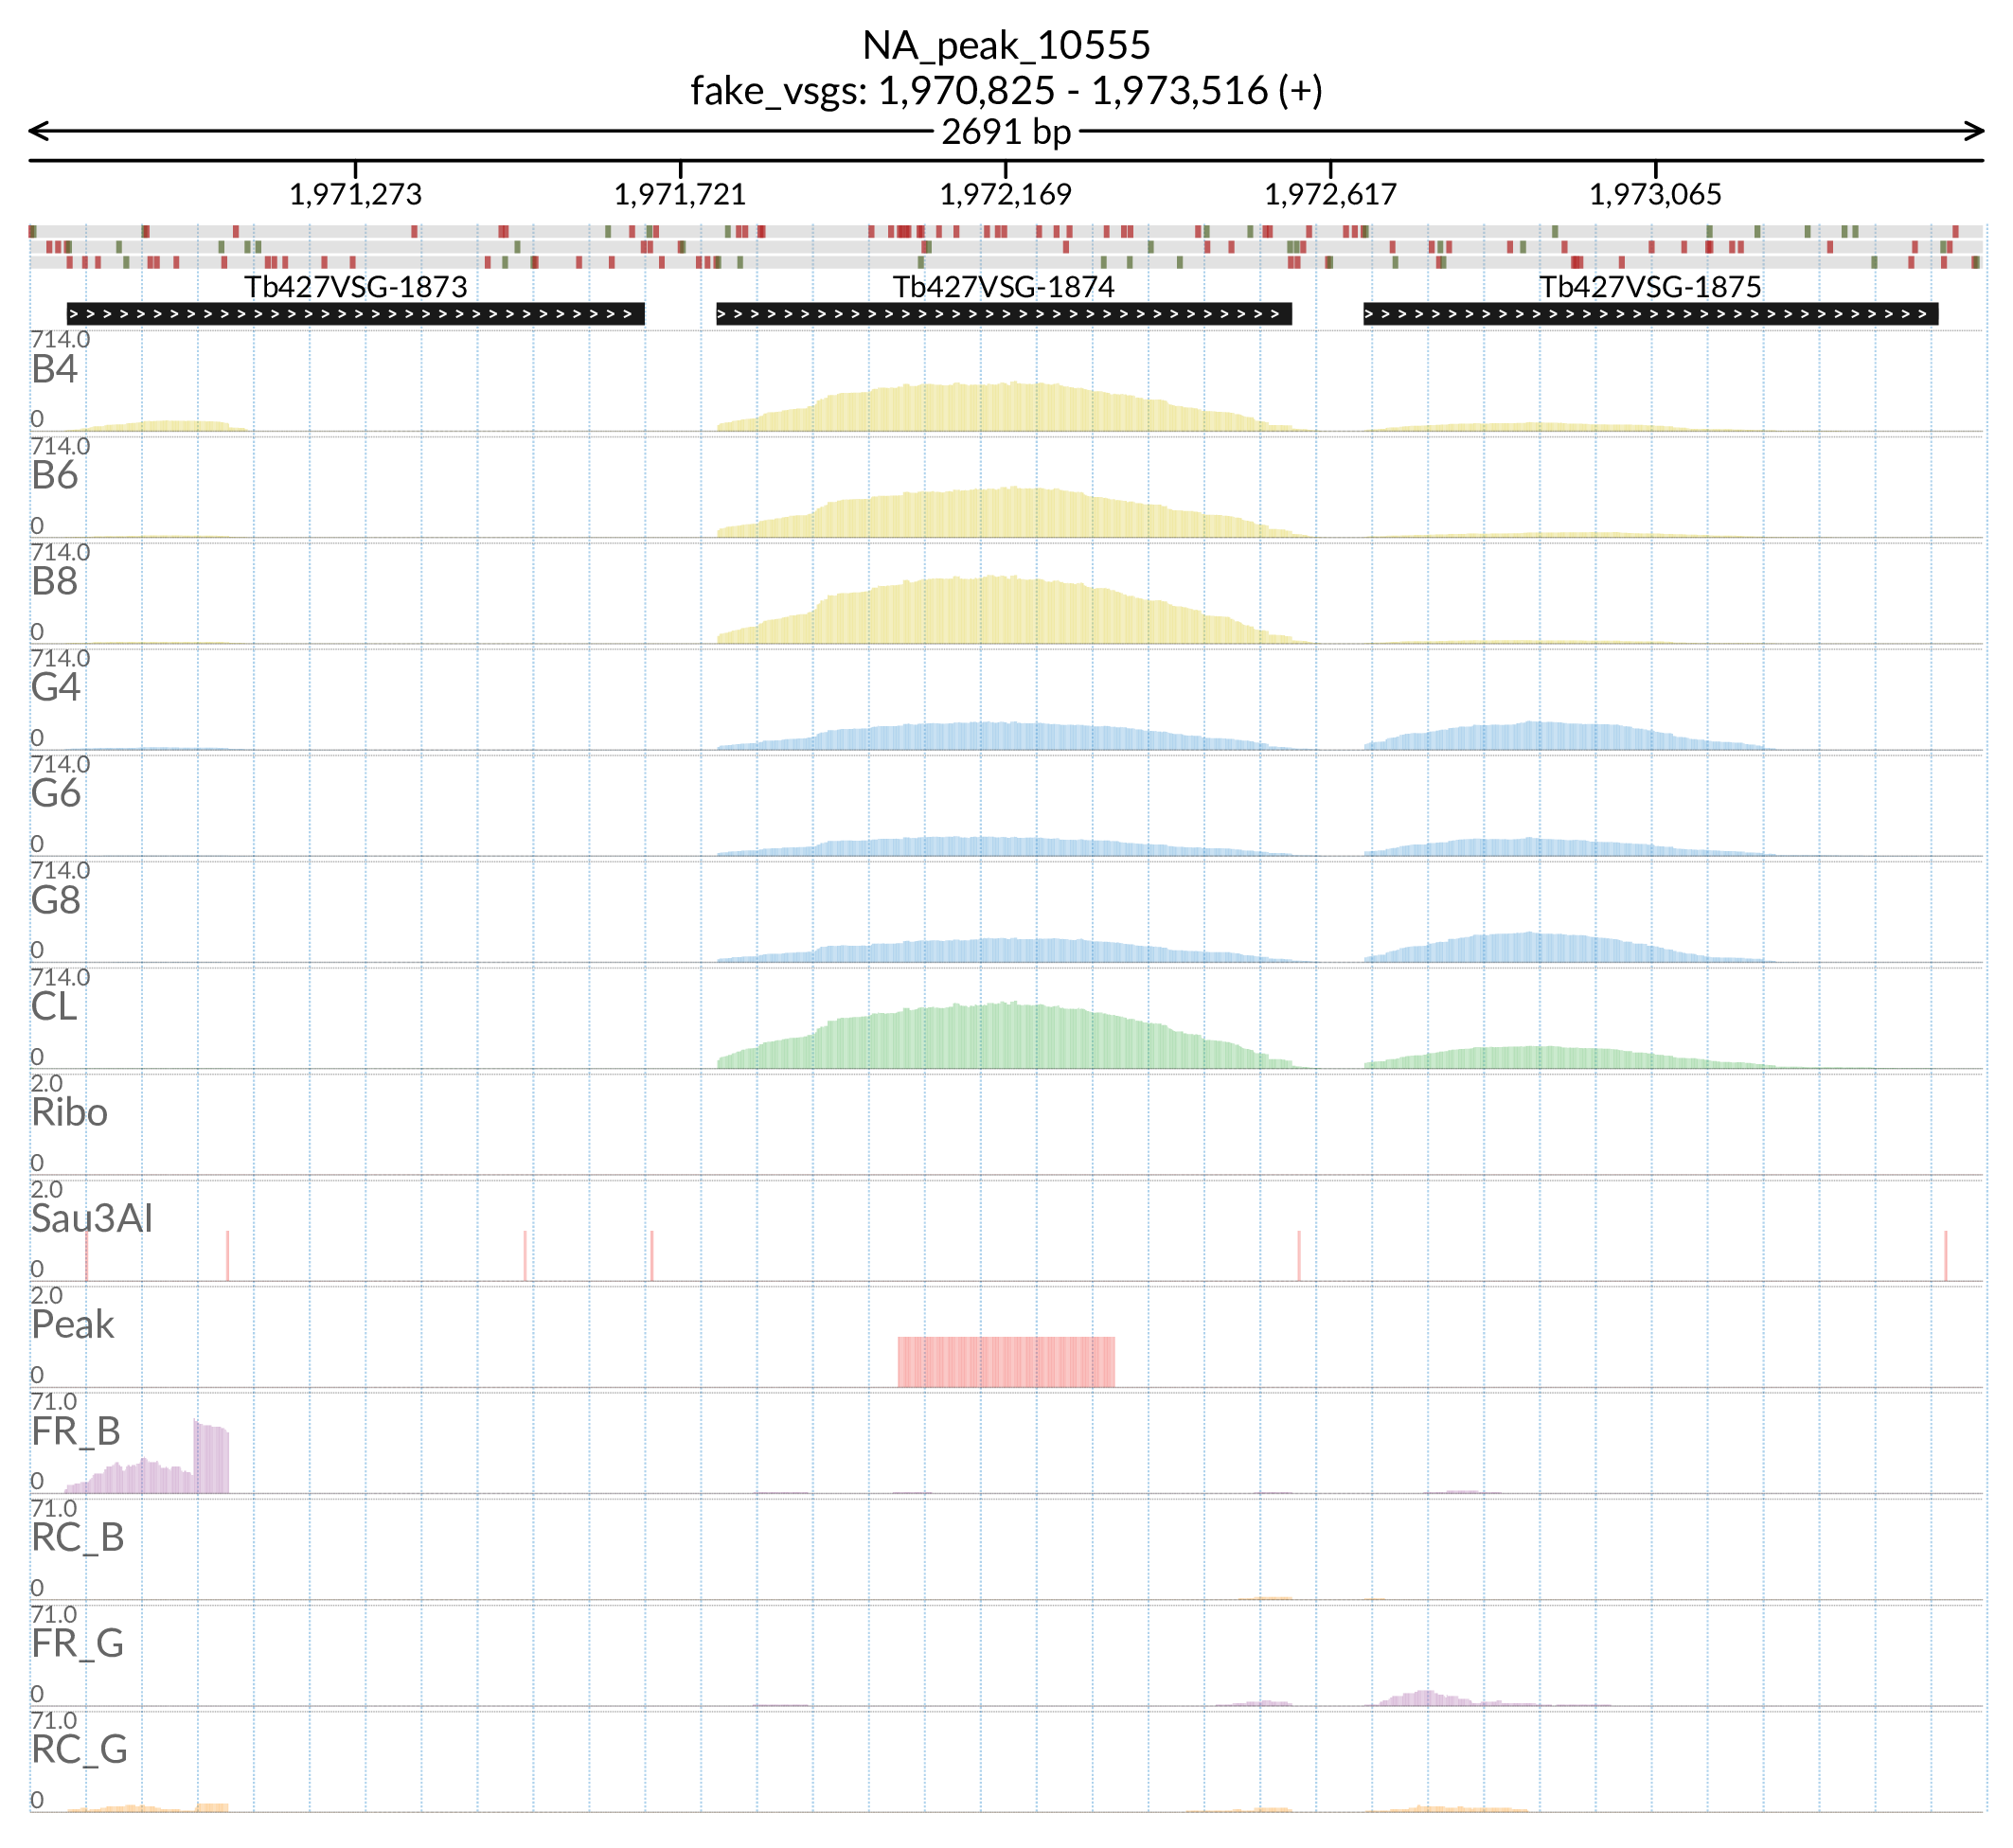 NA_peak_10555
fake_vsgs: 1,970,825 - 1,973,516 (+)
2691 bp
1,971,273 1,971,721 1,972,169 1,972,617 1,973,065
Tb427VSG-1873 Tb427VSG-1874 Tb427VSG-1875
714.0
B4
0
714.0
B6
0
714.0
B8
0
714.0
G4
0
714.0
G6
0
714.0
G8
0
714.0
CL
0
2.0
Ribo
0
2.0
Sau3AI
0
2.0
Peak
0
71.0
FR_B
0
71.0
RC_B
0
71.0
FR_G
0
71.0
RC_G
0